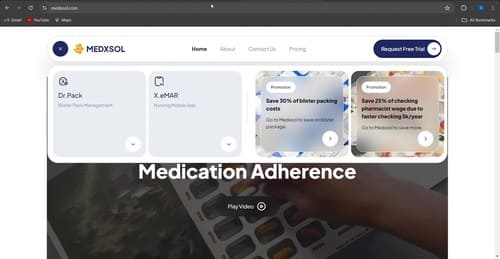 medxsol.com
Gmail YouTube Maps All Bookmarks
MEDXSOL Home About Contact Us Pricing Request Free Trial
Dr.Pack
Blister Pack Management
X.eMAR
Nursing Mobile App
Promotion
Save 30% of blister packing
costs
Go to Medxsol to save on blister
package
Promotion
Save 25% of checking
pharmacist wage due to
faster checking 5k/year
Go to Medxsol to save more
Medication Adherence
Play Video